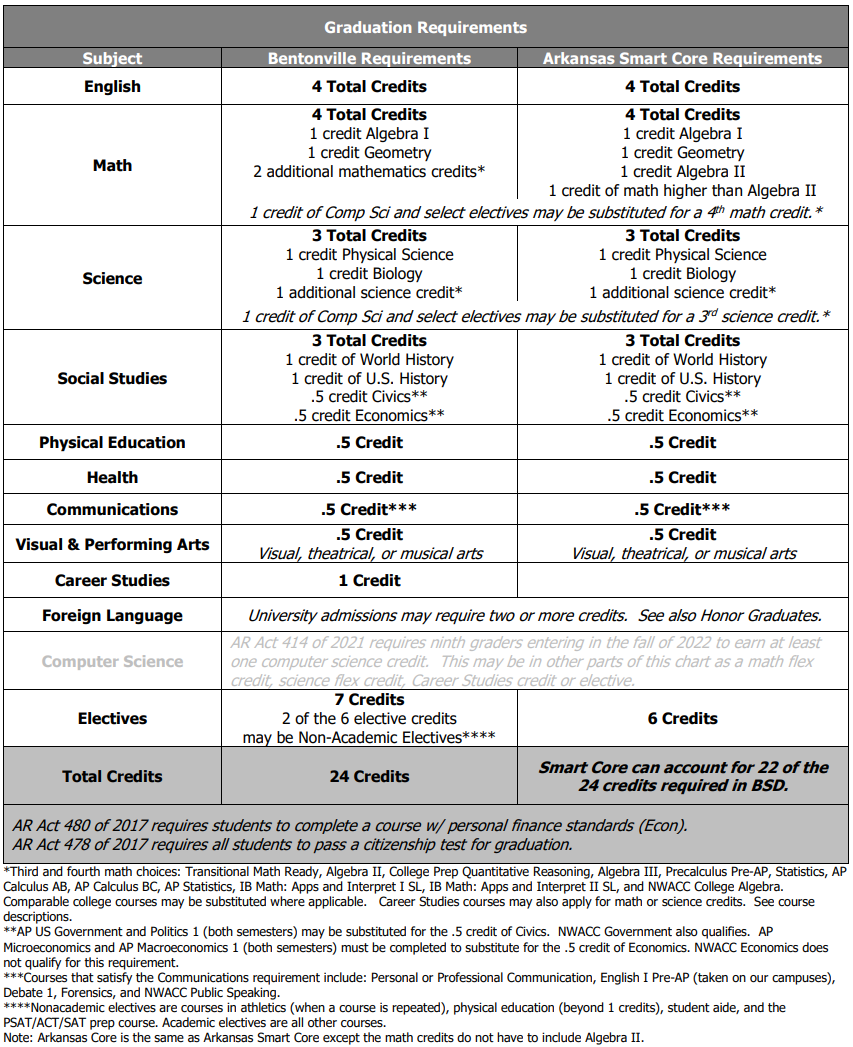 Graduation Requirements
Subject Bentonville Requirements Arkansas Smart Core Requirements
English 4 Total Credits 4 Total Credits
Math
4 Total Credits
1 credit Algebra I
1 credit Geometry
2 additional mathematics credits*
4 Total Credits
1 credit Algebra I
1 credit Geometry
1 credit Algebra II
1 credit of math higher than Algebra II
1 credit of Comp Sci and select electives may be substituted for a 4th math credit.*
Science
3 Total Credits
1 credit Physical Science
1 credit Biology
1 additional science credit*
3 Total Credits
1 credit Physical Science
1 credit Biology
1 additional science credit*
1 credit of Comp Sci and select electives may be substituted for a 3rd science credit.*
Social Studies
3 Total Credits
1 credit of World History
1 credit of U.S. History
.5 credit Civics**
.5 credit Economics**
3 Total Credits
1 credit of World History
1 credit of U.S. History
.5 credit Civics**
.5 credit Economics**
Physical Education .5 Credit .5 Credit
Health .5 Credit .5 Credit
Communications .5 Credit*** .5 Credit***
Visual & Performing Arts
.5 Credit
Visual, theatrical, or musical arts
.5 Credit
Visual, theatrical, or musical arts
Career Studies 1 Credit
Foreign Language University admissions may require two or more credits. See also Honor Graduates.
Computer Science
AR Act 414 of 2021 requires ninth graders entering in the fall of 2022 to earn at least
one computer science credit. This may be in other parts of this chart as a math flex
credit, science flex credit, Career Studies credit or elective.
Electives
7 Credits
2 of the 6 elective credits
may be Non-Academic Electives****
6 Credits
Total Credits
24 Credits
Smart Core can account for 22 of the
24 credits required in BSD.
AR Act 480 of 2017 requires students to complete a course w/ personal finance standards (Econ).
AR Act 478 of 2017 requires all students to pass a citizenship test for graduation.
*Third and fourth math choices: Transitional Math Ready, Algebra II, College Prep Quantitative Reasoning, Algebra III, Precalculus Pre-AP, Statistics, AP
Calculus AB, AP Calculus BC, AP Statistics, IB Math: Apps and Interpret I SL, IB Math: Apps and Interpret II SL, and NWACC College Algebra.
Comparable college courses may be substituted where applicable. Career Studies courses may also apply for math or science credits. See course
descriptions.
**AP US Government and Politics 1 (both semesters) may be substituted for the .5 credit of Civics. NWACC Government also qualifies. AP
Microeconomics and AP Macroeconomics 1 (both semesters) must be completed to substitute for the .5 credit of Economics. NWACC Economics does
not qualify for this requirement.
***Courses that satisfy the Communications requirement include: Personal or Professional Communication, English I Pre-AP (taken on our campuses),
Debate 1, Forensics, and NWACC Public Speaking.
****Nonacademic electives are courses in athletics (when a course is repeated), physical education (beyond 1 credits), student aide, and the
PSAT/ACT/SAT prep course. Academic electives are all other courses.
Note: Arkansas Core is the same as Arkansas Smart Core except the math credits do not have to include Algebra II.